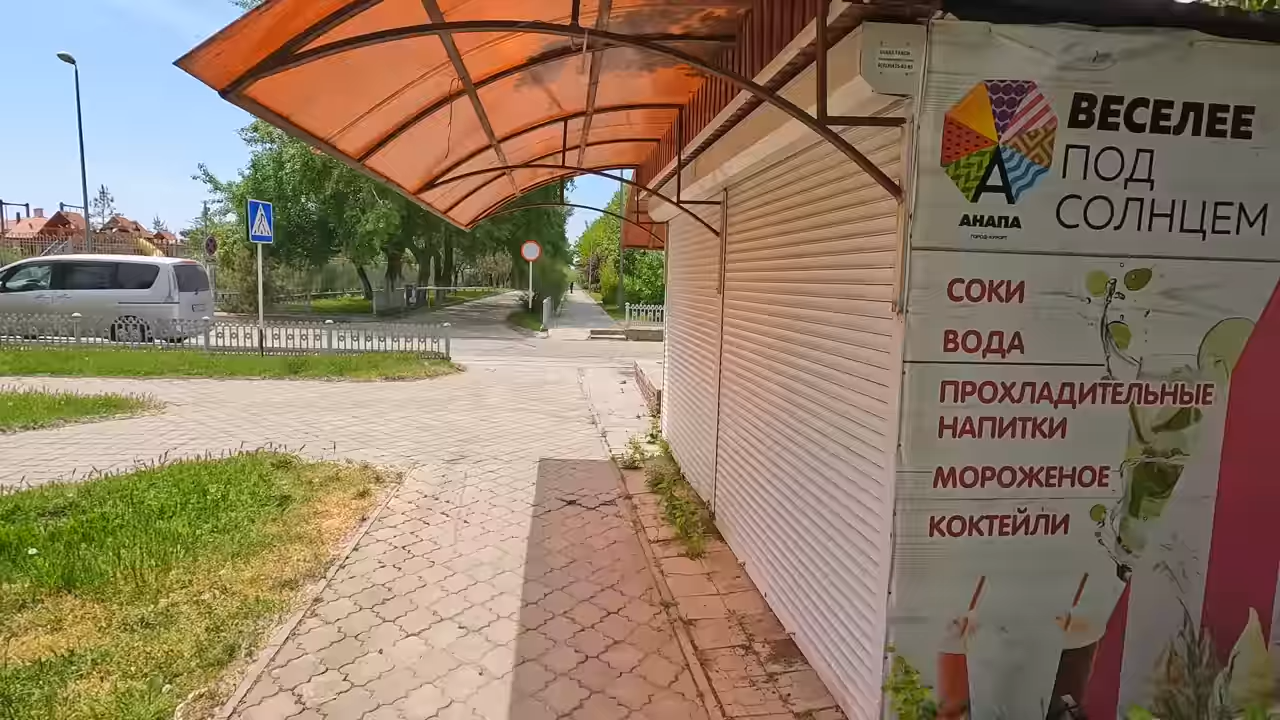 ВЕСЕЛЕЕ
ПОД
СОЛНЦЕМ
АНАПА
ГОРОД-КУРОРТ
СОКИ
ВОДА
ПРОХЛАДИТЕЛЬНЫЕ
НАПИТКИ
МОРОЖЕНОЕ
КОКТЕЙЛИ